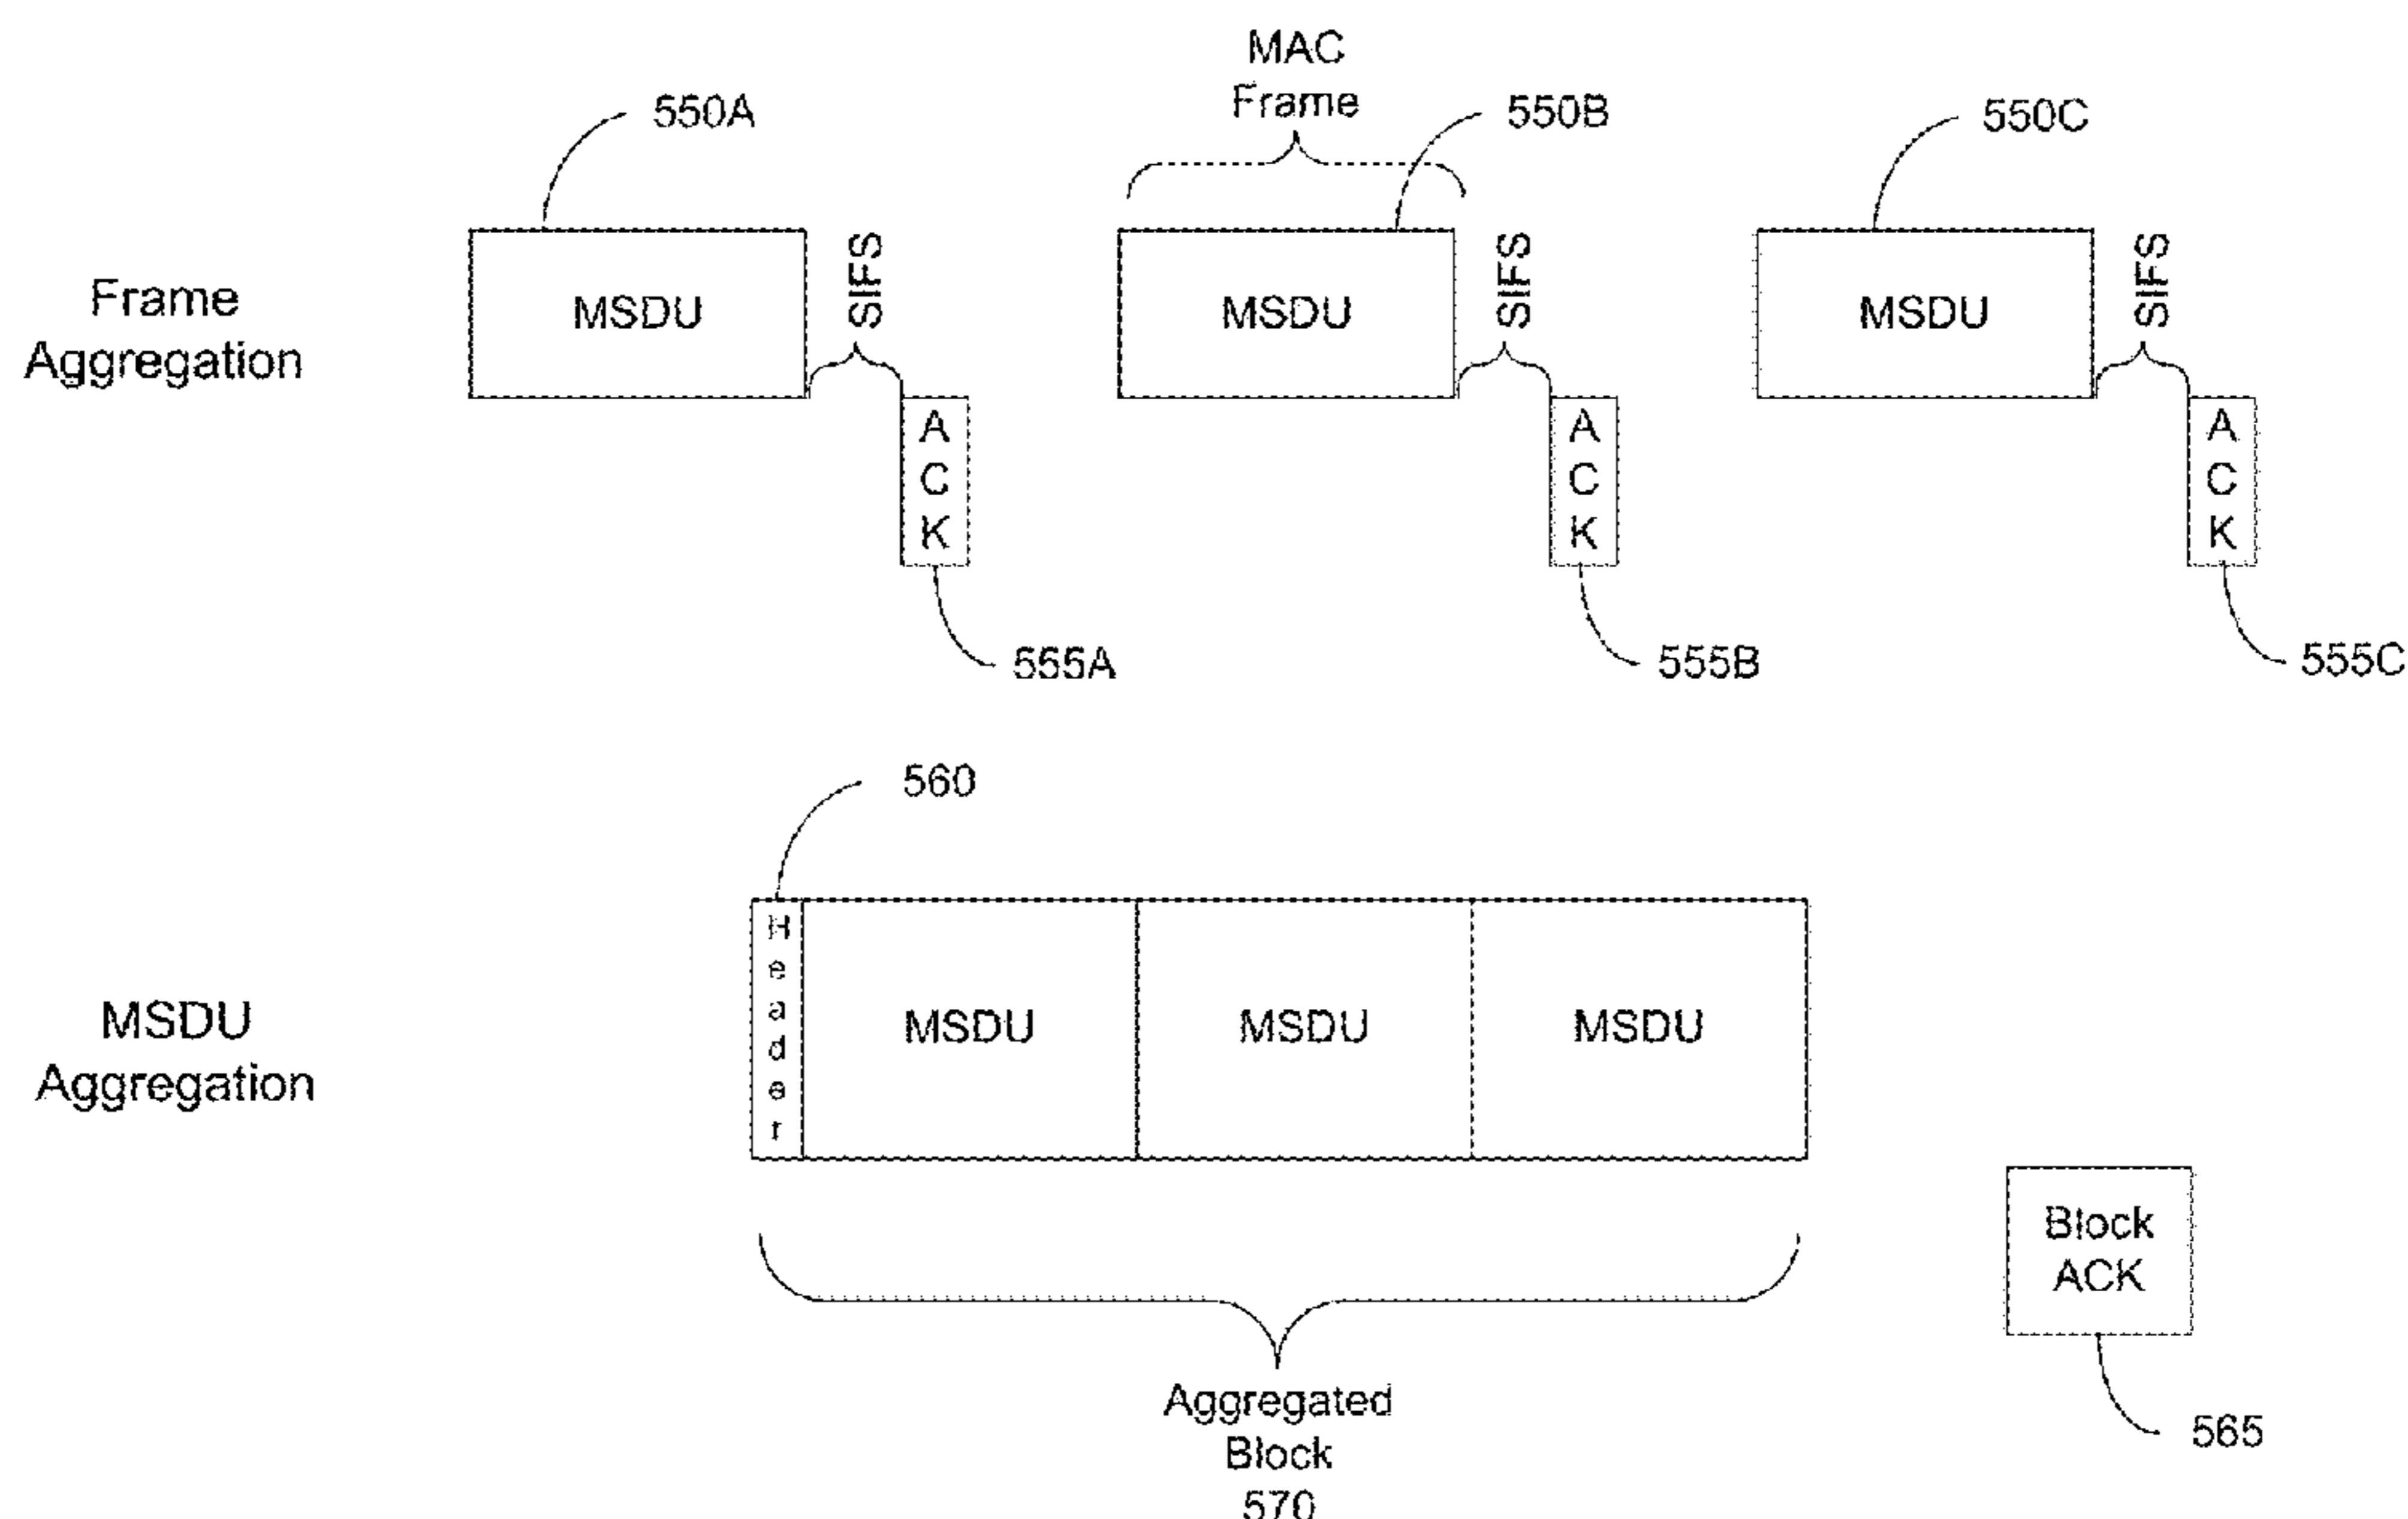 MAC
Frame
550A
550B
550C
Frame
Aggregation
MSDU
SIFS
MSDU
SIFS
MSDU
SIFS
A
C
K
A
C
K
A
C
K
555A
555B
555C
560
MSDU
Aggregation
H
e
a
d
e
r
MSDU
MSDU
MSDU
Block
ACK
Aggregated
Block
570
565